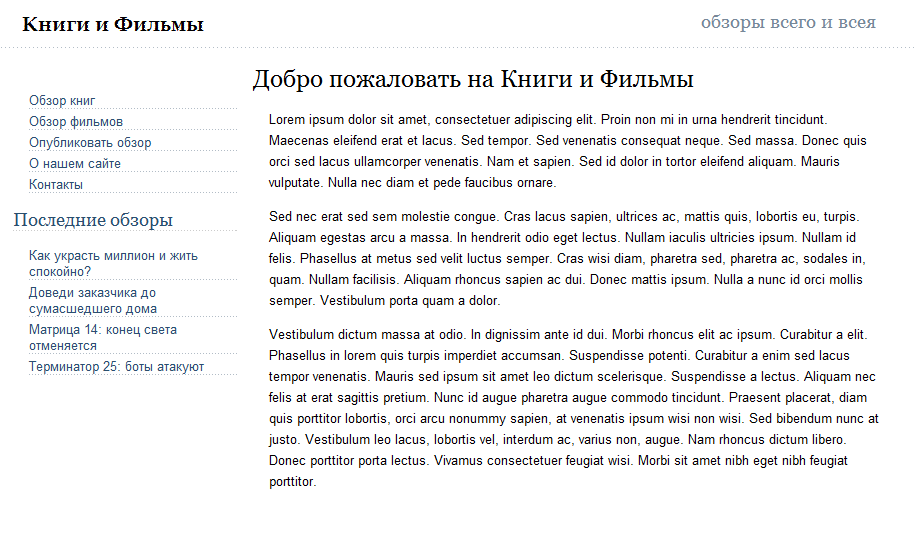 Книги и Фильмы
обзоры всего и всея
Обзор книг
Обзор фильмов
Опубликовать обзор
О нашем сайте
Контакты
Последние обзоры
Как украсть миллион и жить
спокойно?
Доведи заказчика до
сумасшедшего дома
Матрица 14: конец света
отменяется
Терминатор 25: боты атакуют
Добро пожаловать на Книги и Фильмы
Lorem ipsum dolor sit amet, consectetuer adipiscing elit. Proin non mi in urna hendrerit tincidunt.
Maecenas eleifend erat et lacus. Sed tempor. Sed venenatis consequat neque. Sed massa. Donec quis
orci sed lacus ullamcorper venenatis. Nam et sapien. Sed id dolor in tortor eleifend aliquam. Mauris
vulputate. Nulla nec diam et pede faucibus ornare.
Sed nec erat sed sem molestie congue. Cras lacus sapien, ultrices ac, mattis quis, lobortis eu, turpis.
Aliquam egestas arcu a massa. In hendrerit odio eget lectus. Nullam iaculis ultricies ipsum. Nullam id
felis. Phasellus at metus sed velit luctus semper. Cras wisi diam, pharetra sed, pharetra ac, sodales in,
quam. Nullam facilisis. Aliquam rhoncus sapien ac dui. Donec mattis ipsum. Nulla a nunc id orci mollis
semper. Vestibulum porta quam a dolor.
Vestibulum dictum massa at odio. In dignissim ante id dui. Morbi rhoncus elit ac ipsum. Curabitur a elit.
Phasellus in lorem quis turpis imperdiet accumsan. Suspendisse potenti. Curabitur a enim sed lacus
tempor venenatis. Mauris sed ipsum sit amet leo dictum scelerisque. Suspendisse a lectus. Aliquam nec
felis at erat sagittis pretium. Nunc id augue pharetra augue commodo tincidunt. Praesent placerat, diam
quis porttitor lobortis, orci arcu nonummy sapien, at venenatis ipsum wisi non wisi. Sed bibendum nunc at
justo. Vestibulum leo lacus, lobortis vel, interdum ac, varius non, augue. Nam rhoncus dictum libero.
Donec porttitor porta lectus. Vivamus consectetuer feugiat wisi. Morbi sit amet nibh eget nibh feugiat
porttitor.